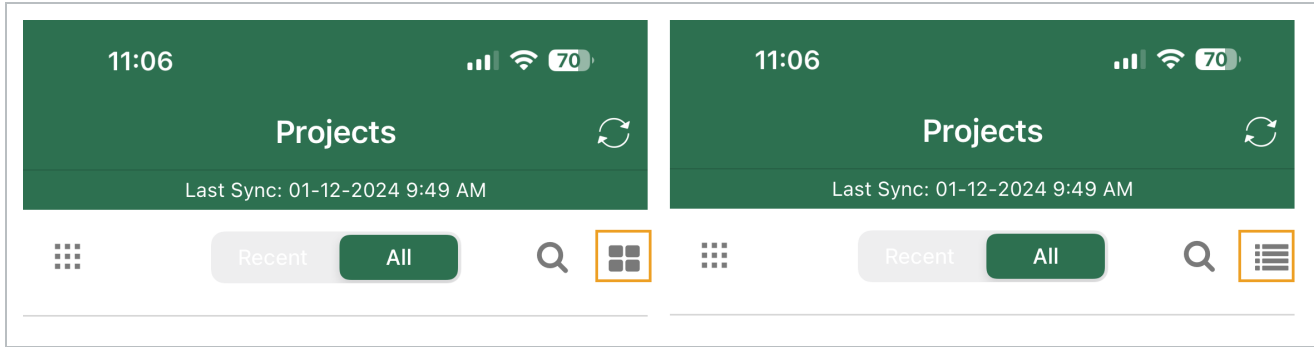 11:06 70
Projects
Last Sync: 01-12-2024 9:49 AM
Recent All
11:06 70
Projects
Last Sync: 01-12-2024 9:49 AM
Recent All